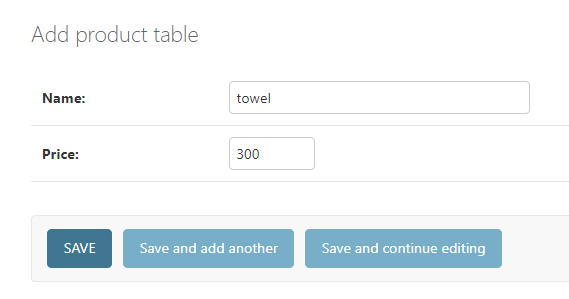 Add product table
Name: towel
Price: 300
SAVE Save and add another Save and continue editing